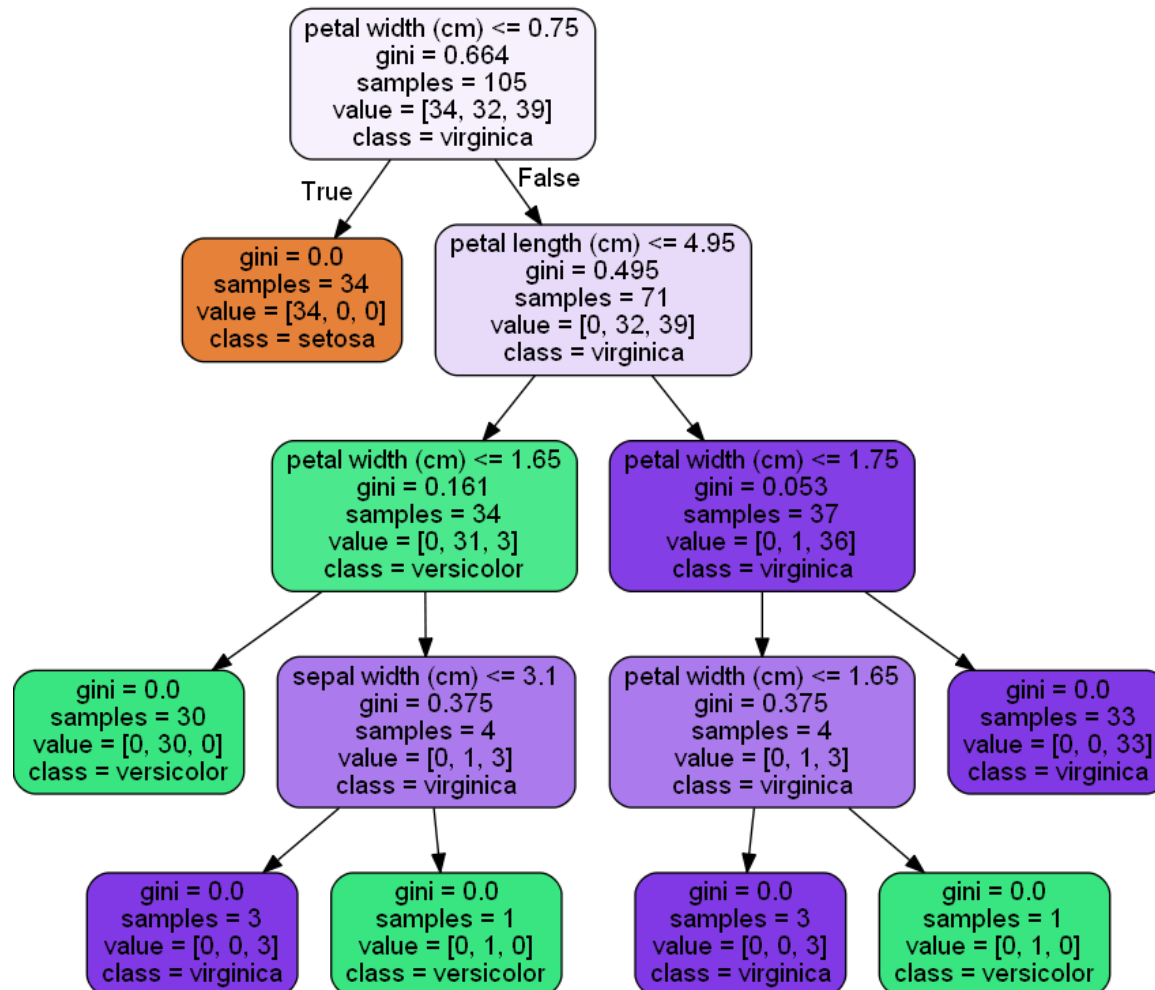 petal width (cm) <= 0.75
gini = 0.664
samples = 105
value = [34, 32, 39]
class = virginica
True
False
gini = 0.0
samples = 34
value = [34, 0, 0]
class = setosa
petal length (cm) <= 4.95
gini = 0.495
samples = 71
value = [0, 32, 39]
class = virginica
petal width (cm) <= 1.65
gini = 0.161
samples = 34
value = [0, 31, 3]
class = versicolor
petal width (cm) <= 1.75
gini = 0.053
samples = 37
value = [0, 1, 36]
class = virginica
gini = 0.0
samples = 30
value = [0, 30, 0]
class = versicolor
sepal width (cm) <= 3.1
gini = 0.375
samples = 4
value = [0, 1, 3]
class = virginica
petal width (cm) <= 1.65
gini = 0.375
samples = 4
value = [0, 1, 3]
class = virginica
gini = 0.0
samples = 33
value = [0, 0, 33]
class = virginica
gini = 0.0
samples = 3
value = [0, 0, 3]
class = virginica
gini = 0.0
samples = 1
value = [0, 1, 0]
class = versicolor
gini = 0.0
samples = 3
value = [0, 0, 3]
class = virginica
gini = 0.0
samples = 1
value = [0, 1, 0]
class = versicolor